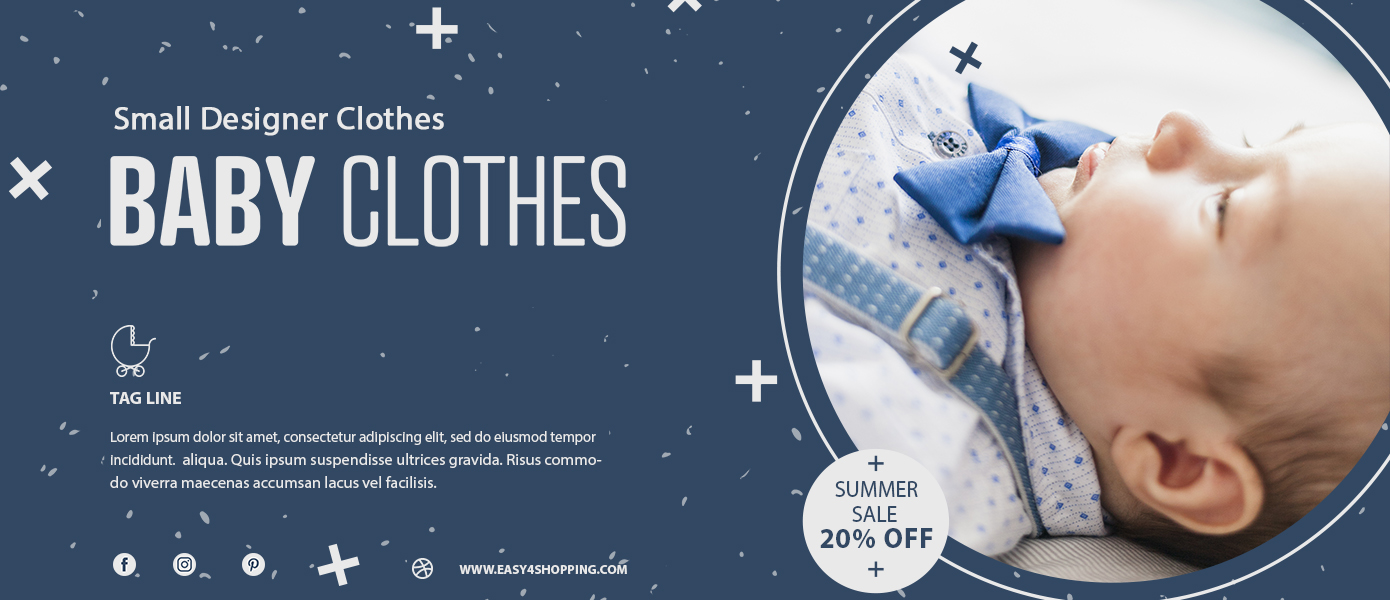 Small Designer Clothes
BABY CLOTHES
TAG LINE
Lorem ipsum dolor sit amet, consectetur adipiscing elit, sed do eiusmod tempor
incididunt.  aliqua. Quis ipsum suspendisse ultrices gravida. Risus commo-
do viverra maecenas accumsan lacus vel facilisis.
WWW.EASY4SHOPPING.COM
SUMMER
SALE
20% OFF